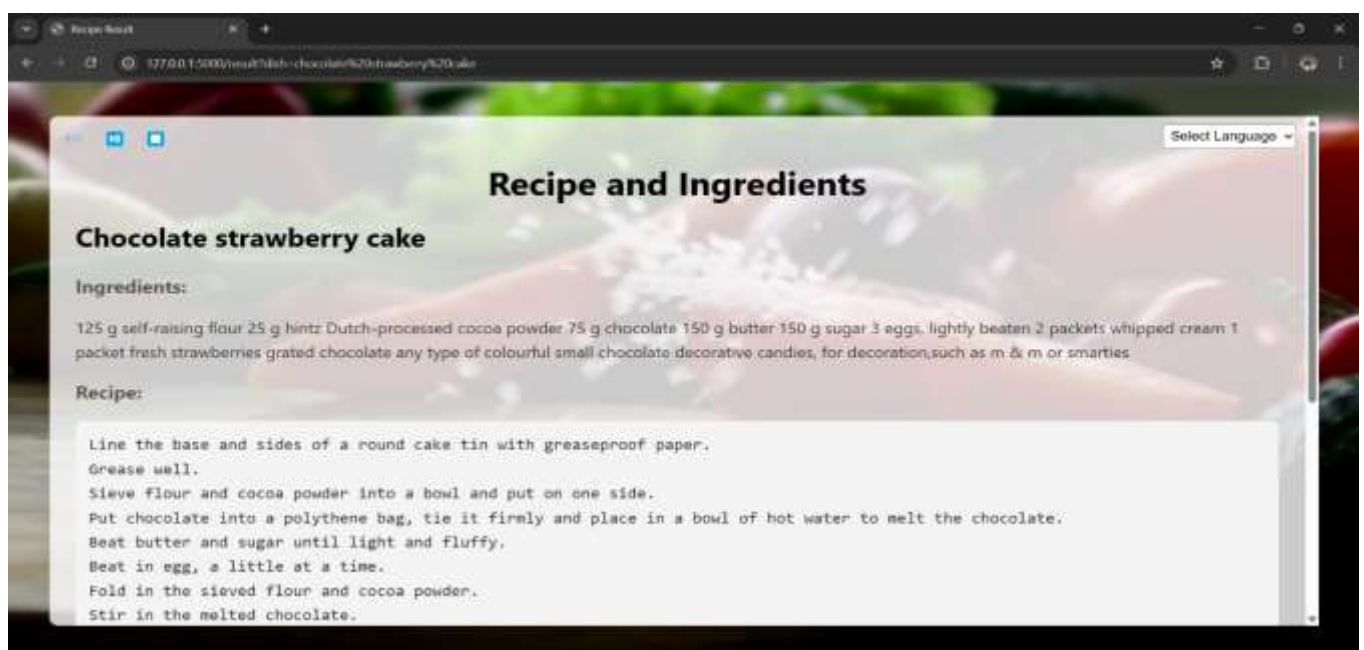 Recipe Result
127.0.0.1:5000/result?dish=chocolate%20strawberry%20cake
Select Language
Recipe and Ingredients
Chocolate strawberry cake
Ingredients:
125 g self-raising flour 25 g hintz Dutch-processed cocoa powder 75 g chocolate 150 g butter 150 g sugar 3 eggs, lightly beaten 2 packets whipped cream 1
packet fresh strawberries grated chocolate any type of colourful small chocolate decorative candies, for decoration,such as m & m or smarties
Recipe:
Line the base and sides of a round cake tin with greaseproof paper.
Grease well.
Sieve flour and cocoa powder into a bowl and put on one side.
Put chocolate into a polythene bag, tie it firmly and place in a bowl of hot water to melt the chocolate.
Beat butter and sugar until light and fluffy.
Beat in egg, a little at a time.
Fold in the sieved flour and cocoa powder.
Stir in the melted chocolate.